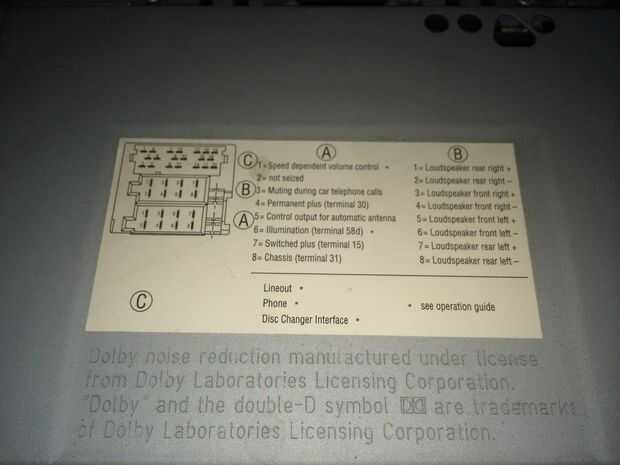 C
B
A
A
1= Speed dependent volume control *
2= not seized
3= Muting during car telephone calls
4= Permanent plus (terminal 30)
5= Control output for automatic antenna
6= Illumination (terminal 58d) *
7= Switched plus (terminal 15)
8= Chassis (terminal 31)
B
1= Loudspeaker rear right +
2= Loudspeaker rear right –
3= Loudspeaker front right +
4= Loudspeaker front right –
5= Loudspeaker front left +
6= Loudspeaker front left –
7= Loudspeaker rear left +
8= Loudspeaker rear left –
C
Lineout *
Phone *
Disc Changer Interface *
* see operation guide
Dolby noise reduction manufactured under license
from Dolby Laboratories Licensing Corporation.
"Dolby" and the double-D symbol are trademarks
of Dolby Laboratories Licensing Corporation.